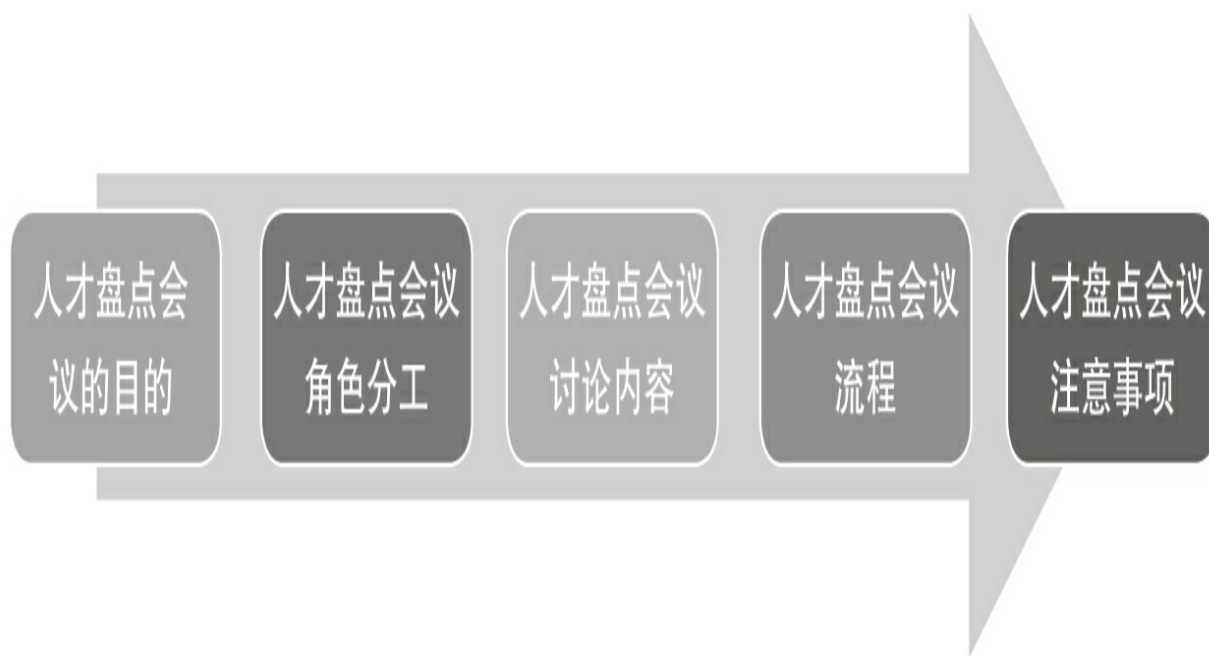 人才盘点会
议的目的
人才盘点会议
角色分工
人才盘点会议
讨论内容
人才盘点会议
流程
人才盘点会议
注意事项